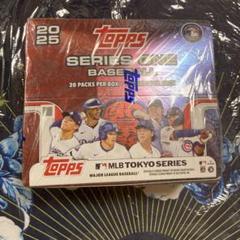 2025
Topps
SERIES ONE
BASEBALL
20 PACKS PER BOX
Topps
MLB TOKYO SERIES
MAJOR LEAGUE BASEBALL